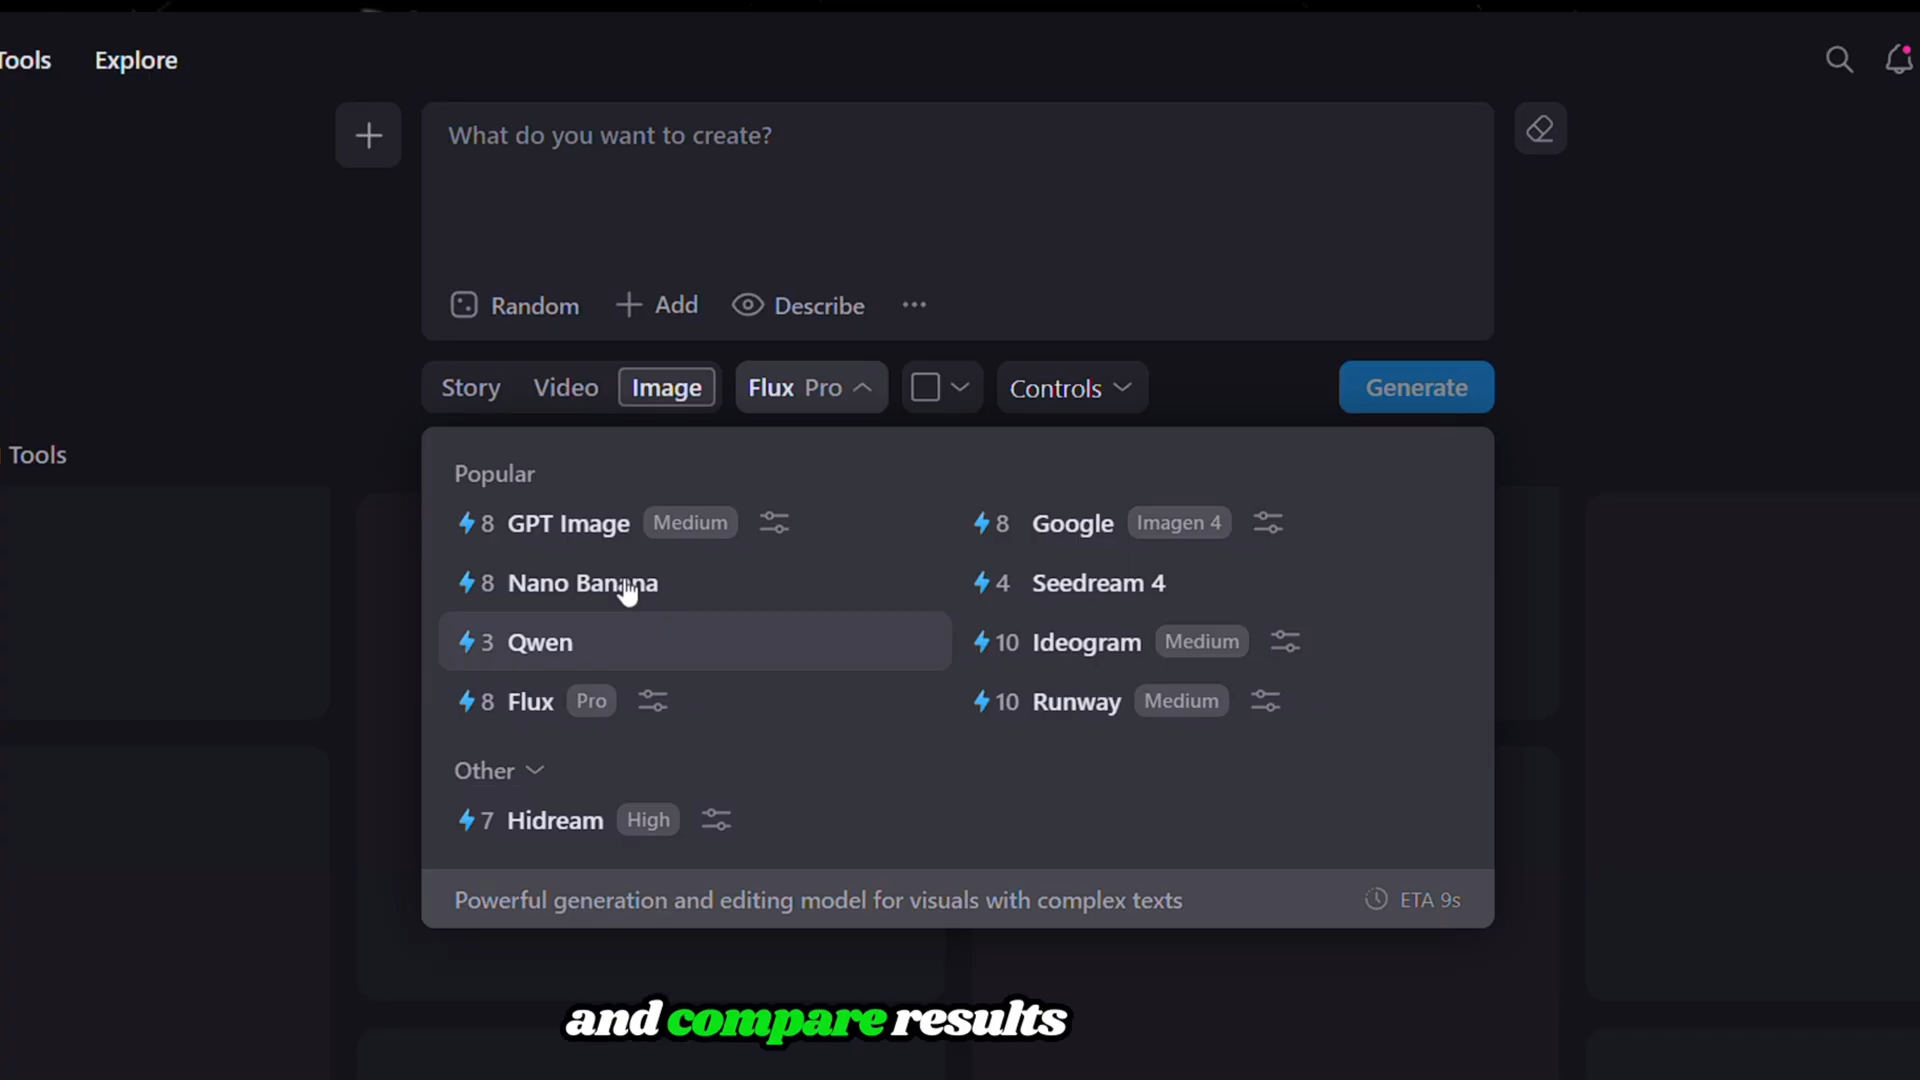 Tools Explore
What do you want to create?
Random Add Describe
Story Video Image Flux Pro Controls Generate
Tools
Popular
8 GPT Image Medium
8 Google Imagen 4
8 Nano Banana
4 Seedream 4
3 Qwen
10 Ideogram Medium
8 Flux Pro
10 Runway Medium
Other
7 Hidream High
Powerful generation and editing model for visuals with complex texts ETA 9s
and compare results